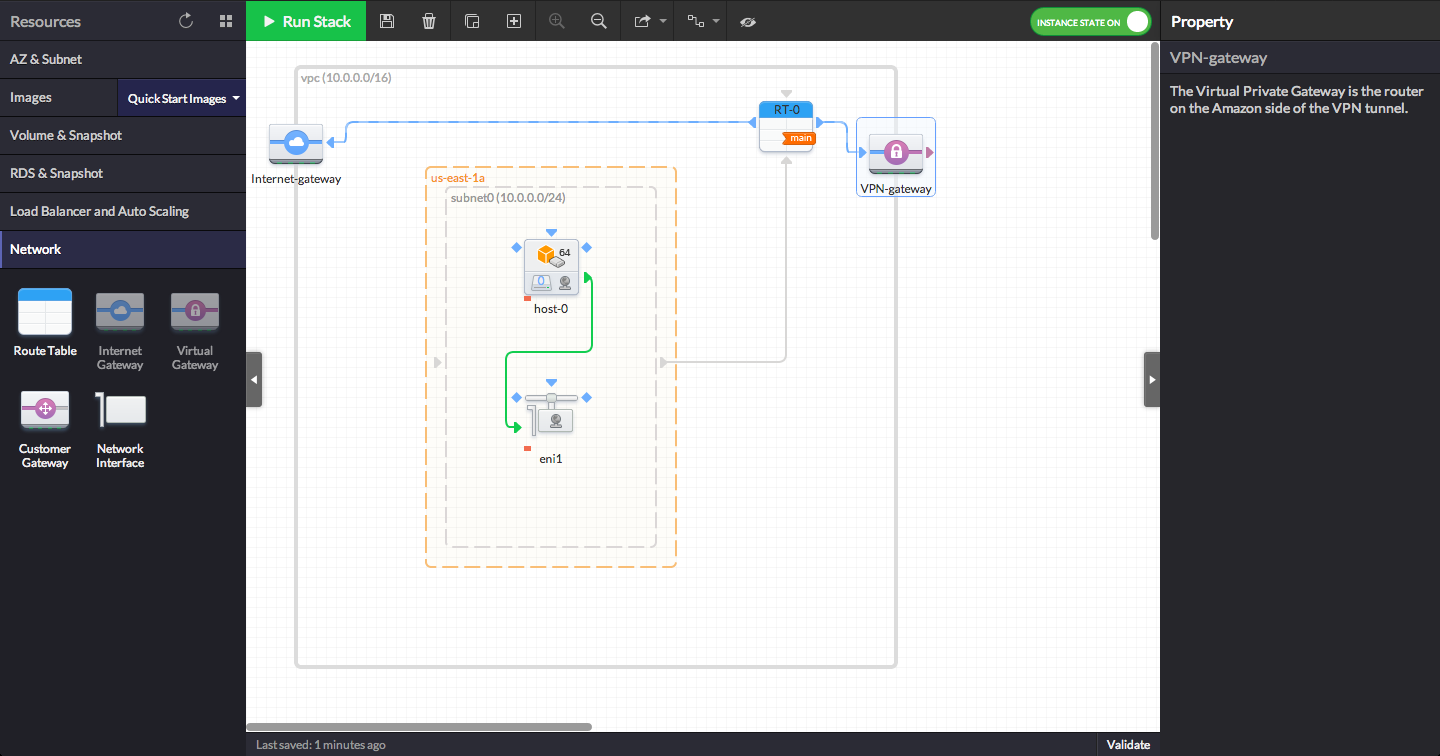 Resources
Run Stack
INSTANCE STATE ON
Property
AZ & Subnet
Images
Quick Start Images
Volume & Snapshot
RDS & Snapshot
Load Balancer and Auto Scaling
Network
Route Table
Internet
Gateway
Virtual
Gateway
Customer
Gateway
Network
Interface
vpc (10.0.0.0/16)
RT-0
main
Internet-gateway
VPN-gateway
us-east-1a
subnet0 (10.0.0.0/24)
64
0
host-0
eni1
VPN-gateway
The Virtual Private Gateway is the router
on the Amazon side of the VPN tunnel.
Last saved: 1 minutes ago
Validate